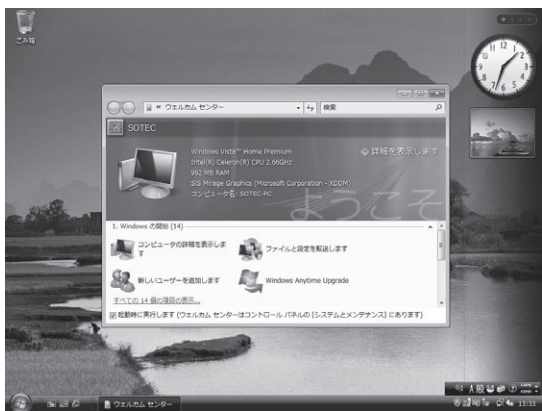 ごみ箱
ウェルカム センター
検索
SOTEC
Windows Vista™ Home Premium
詳細を表示します
Intel(R) Celeron(R) CPU 2.66GHz
992 MB RAM
SiS Mirage Graphics (Microsoft Corporation - XDDM)
コンピュータ名: SOTEC-PC
ようこそ
1. Windows の開始 (14)
コンピュータの詳細を表示しま
す
ファイルと設定を転送します
新しいユーザーを追加します
Windows Anytime Upgrade
すべての 14 個の項目の表示...
起動時に実行します (ウェルカム センターはコントロール パネルの [システムとメンテナンス] にあります)
A 般
ウェルカム センター
13:33